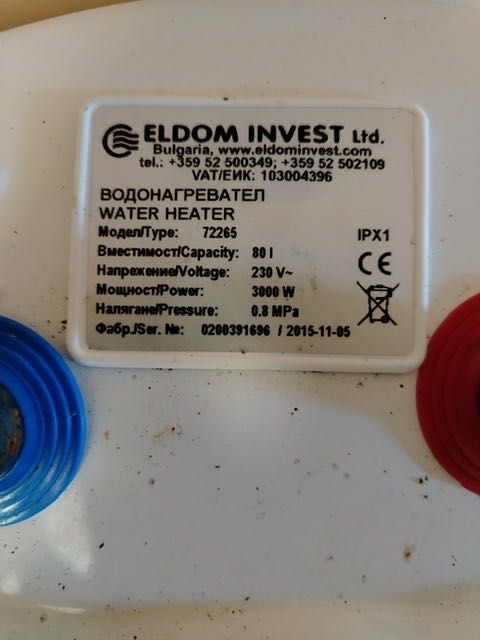 ELDOM INVEST Ltd.
Bulgaria, www.eldominvest.com
tel.: +359 52 500349; +359 52 502109
VAT/ЕИК: 103004396
ВОДОНАГРЕВАТЕЛ
WATER HEATER
Модел/Type: 72265 IPX1
Вместимост/Capacity: 80 l
Напрежение/Voltage: 230 V~ CE
Мощност/Power: 3000 W
Налягане/Pressure: 0.8 MPa
Фабр./Ser. №: 0200391696 / 2015-11-05